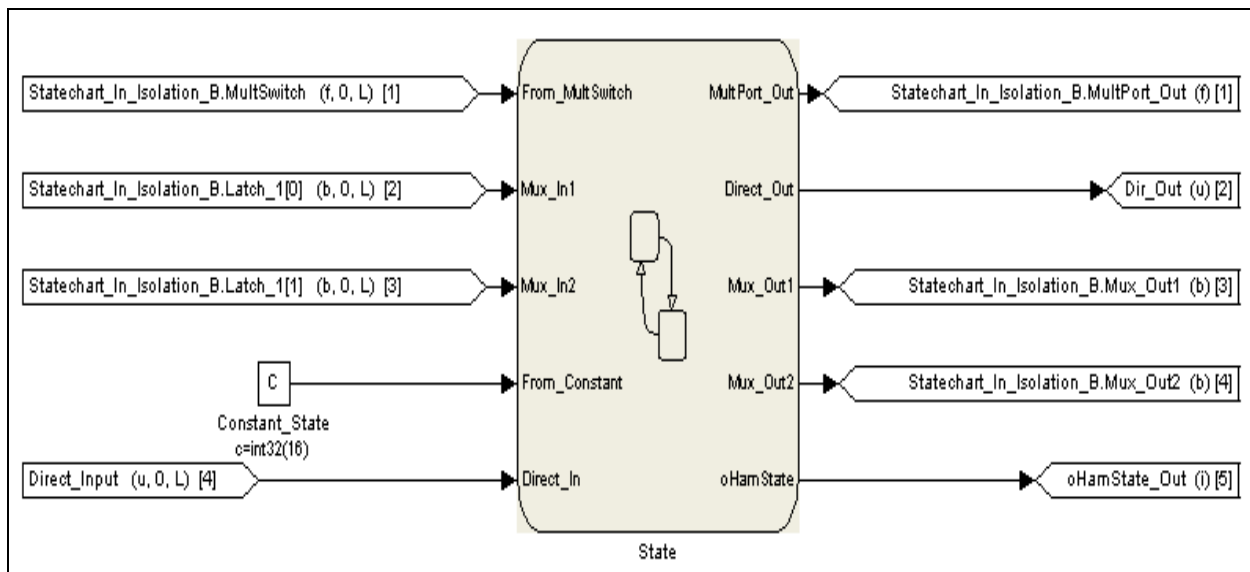 Statechart_In_Isolation_B.MultSwitch (f, 0, L) [1]
From_MultSwitch
MultPort_Out
Statechart_In_Isolation_B.MultPort_Out (f) [1]
Statechart_In_Isolation_B.Latch_1[0] (b, 0, L) [2]
Mux_In1
Direct_Out
Dir_Out (u) [2]
Statechart_In_Isolation_B.Latch_1[1] (b, 0, L) [3]
Mux_In2
Mux_Out1
Statechart_In_Isolation_B.Mux_Out1 (b) [3]
C
From_Constant
Mux_Out2
Statechart_In_Isolation_B.Mux_Out2 (b) [4]
Constant_State
c=int32(16)
Direct_Input (u, 0, L) [4]
Direct_In
oHamState
oHamState_Out (i) [5]
State